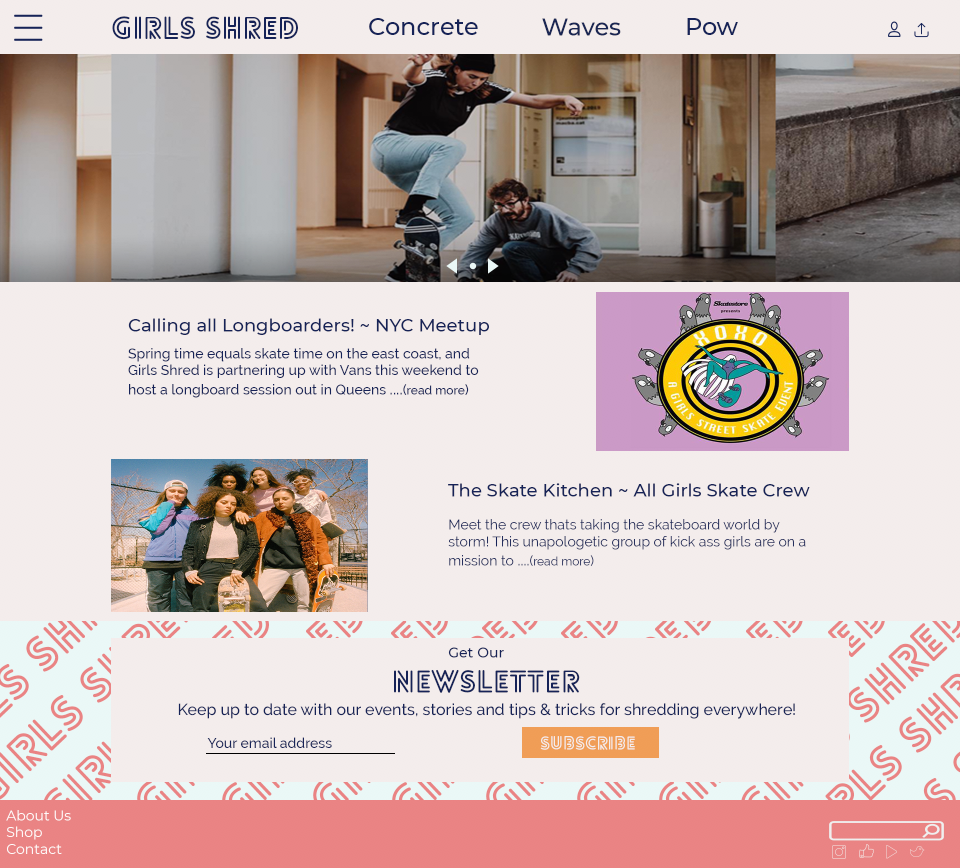 GIRLS SHRED
Concrete
Waves
Pow
Calling all Longboarders! ~ NYC Meetup
Spring time equals skate time on the east coast, and
Girls Shred is partnering up with Vans this weekend to
host a longboard session out in Queens ....(read more)
Skatestore
presents
XOXO
A GIRLS STREET SKATE EVENT
The Skate Kitchen ~ All Girls Skate Crew
Meet the crew thats taking the skateboard world by
storm! This unapologetic group of kick ass girls are on a
mission to ....(read more)
Get Our
NEWSLETTER
Keep up to date with our events, stories and tips & tricks for shredding everywhere!
Your email address
SUBSCRIBE
About Us
Shop
Contact